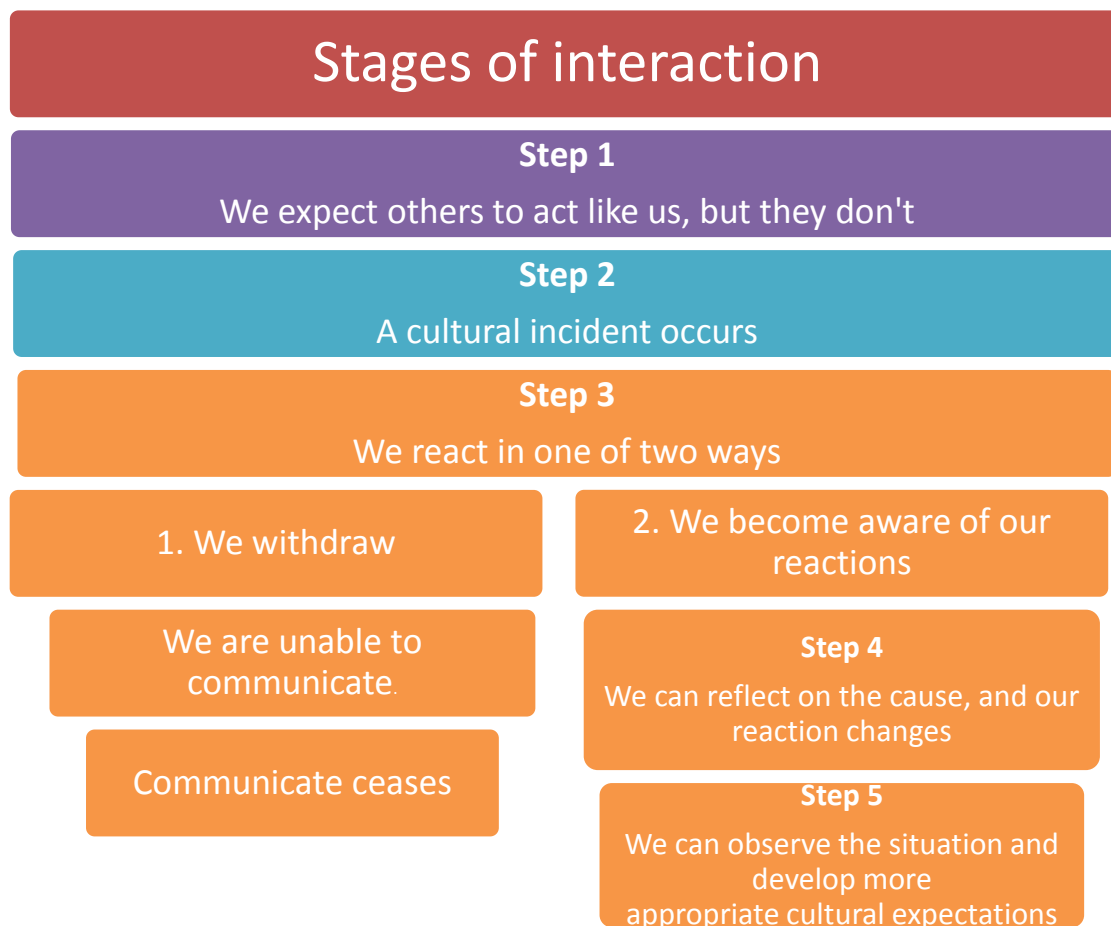 Stages of interaction
Step 1
We expect others to act like us, but they don't
Step 2
A cultural incident occurs
Step 3
We react in one of two ways
1. We withdraw
We are unable to
communicate.
Communicate ceases
2. We become aware of our
reactions
Step 4
We can reflect on the cause, and our
reaction changes
Step 5
We can observe the situation and
develop more
appropriate cultural expectations